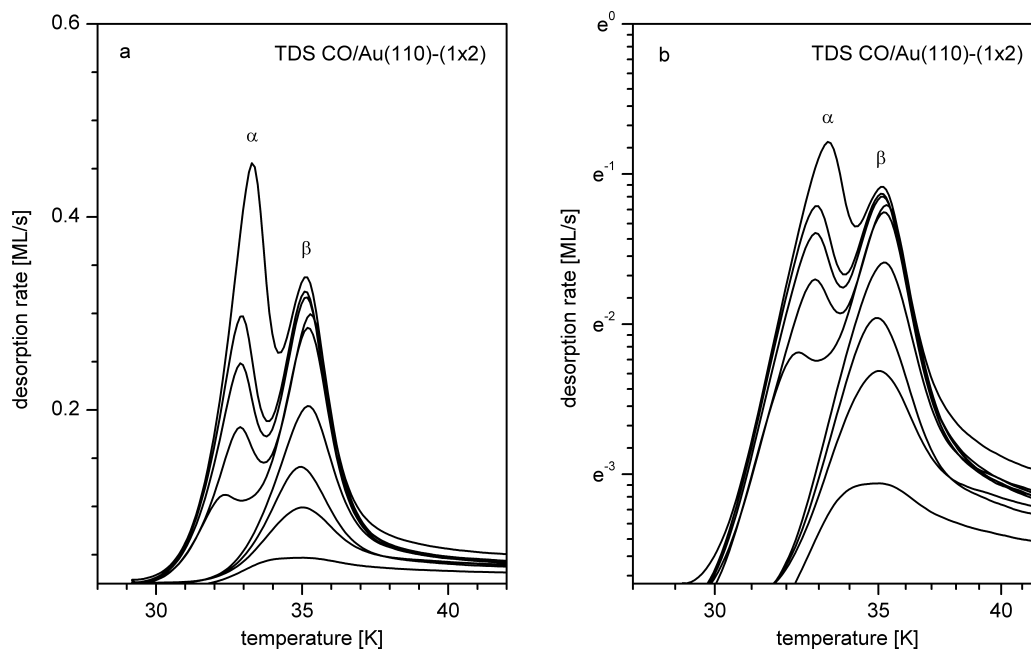 a
TDS CO/Au(110)-(1x2)
α
β
desorption rate [ML/s]
0.6
0.4
0.2
30
35
40
temperature [K]
b
TDS CO/Au(110)-(1x2)
α
β
desorption rate [ML/s]
e⁰
e⁻¹
e⁻²
e⁻³
30
35
40
temperature [K]